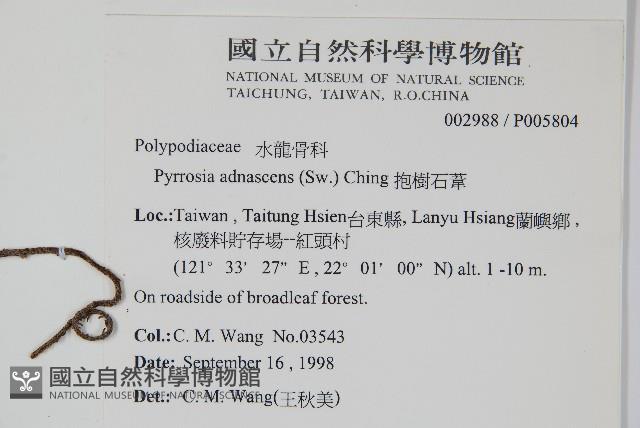 國立自然科學博物館
NATIONAL MUSEUM OF NATURAL SCIENCE
TAICHUNG, TAIWAN, R.O.CHINA
002988 / P005804
Polypodiaceae 水龍骨科
Pyrrosia adnascens (Sw.) Ching 抱樹石葦
Loc.:Taiwan , Taitung Hsien台東縣, Lanyu Hsiang蘭嶼鄉 ,
核廢料貯存場--紅頭村
(121° 33' 27" E , 22° 01' 00" N) alt. 1 -10 m.
On roadside of broadleaf forest.
Col.: C. M. Wang No.03543
Date: September 16 , 1998
Det.: C. M. Wang(王秋美)
國立自然科學博物館
NATIONAL MUSEUM OF NATURAL SCIENCE